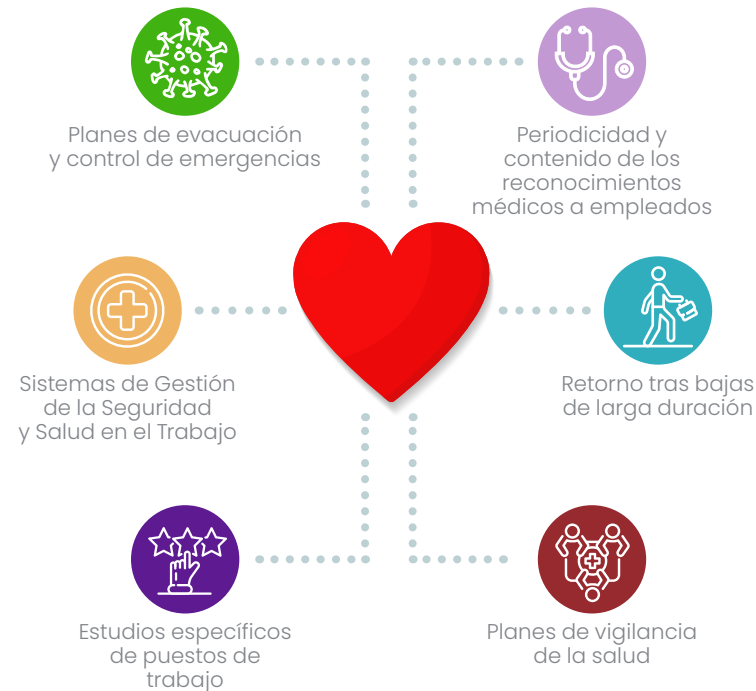 Planes de evacuación
y control de emergencias
Periodicidad y
contenido de los
reconocimientos
médicos a empleados
Sistemas de Gestión
de la Seguridad
y Salud en el Trabajo
Retorno tras bajas
de larga duración
Estudios específicos
de puestos de
trabajo
Planes de vigilancia
de la salud